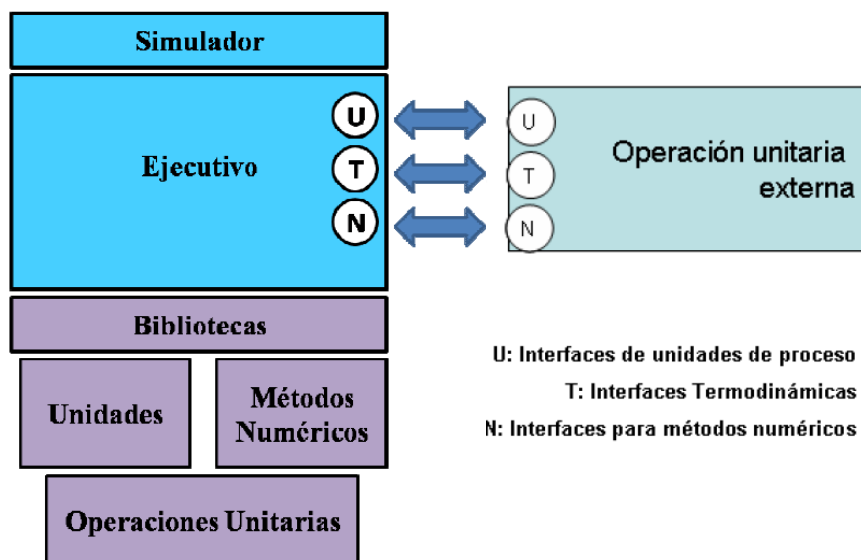 Simulador
Ejecutivo
U
T
N
U
T
N
Operación unitaria
externa
Bibliotecas
Unidades
Métodos
Numéricos
Operaciones Unitarias
U: Interfaces de unidades de proceso
T: Interfaces Termodinámicas
N: Interfaces para métodos numéricos